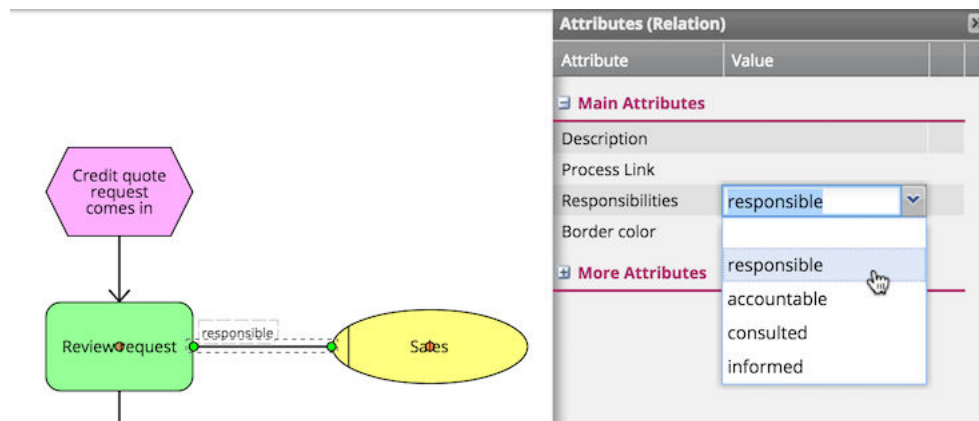 Attributes (Relation)
Attribute Value
Main Attributes
Description
Process Link
Responsibilities responsible
Border color
responsible
More Attributes
accountable
consulted
informed
Credit quote
request
comes in
Review request
responsible
Sales